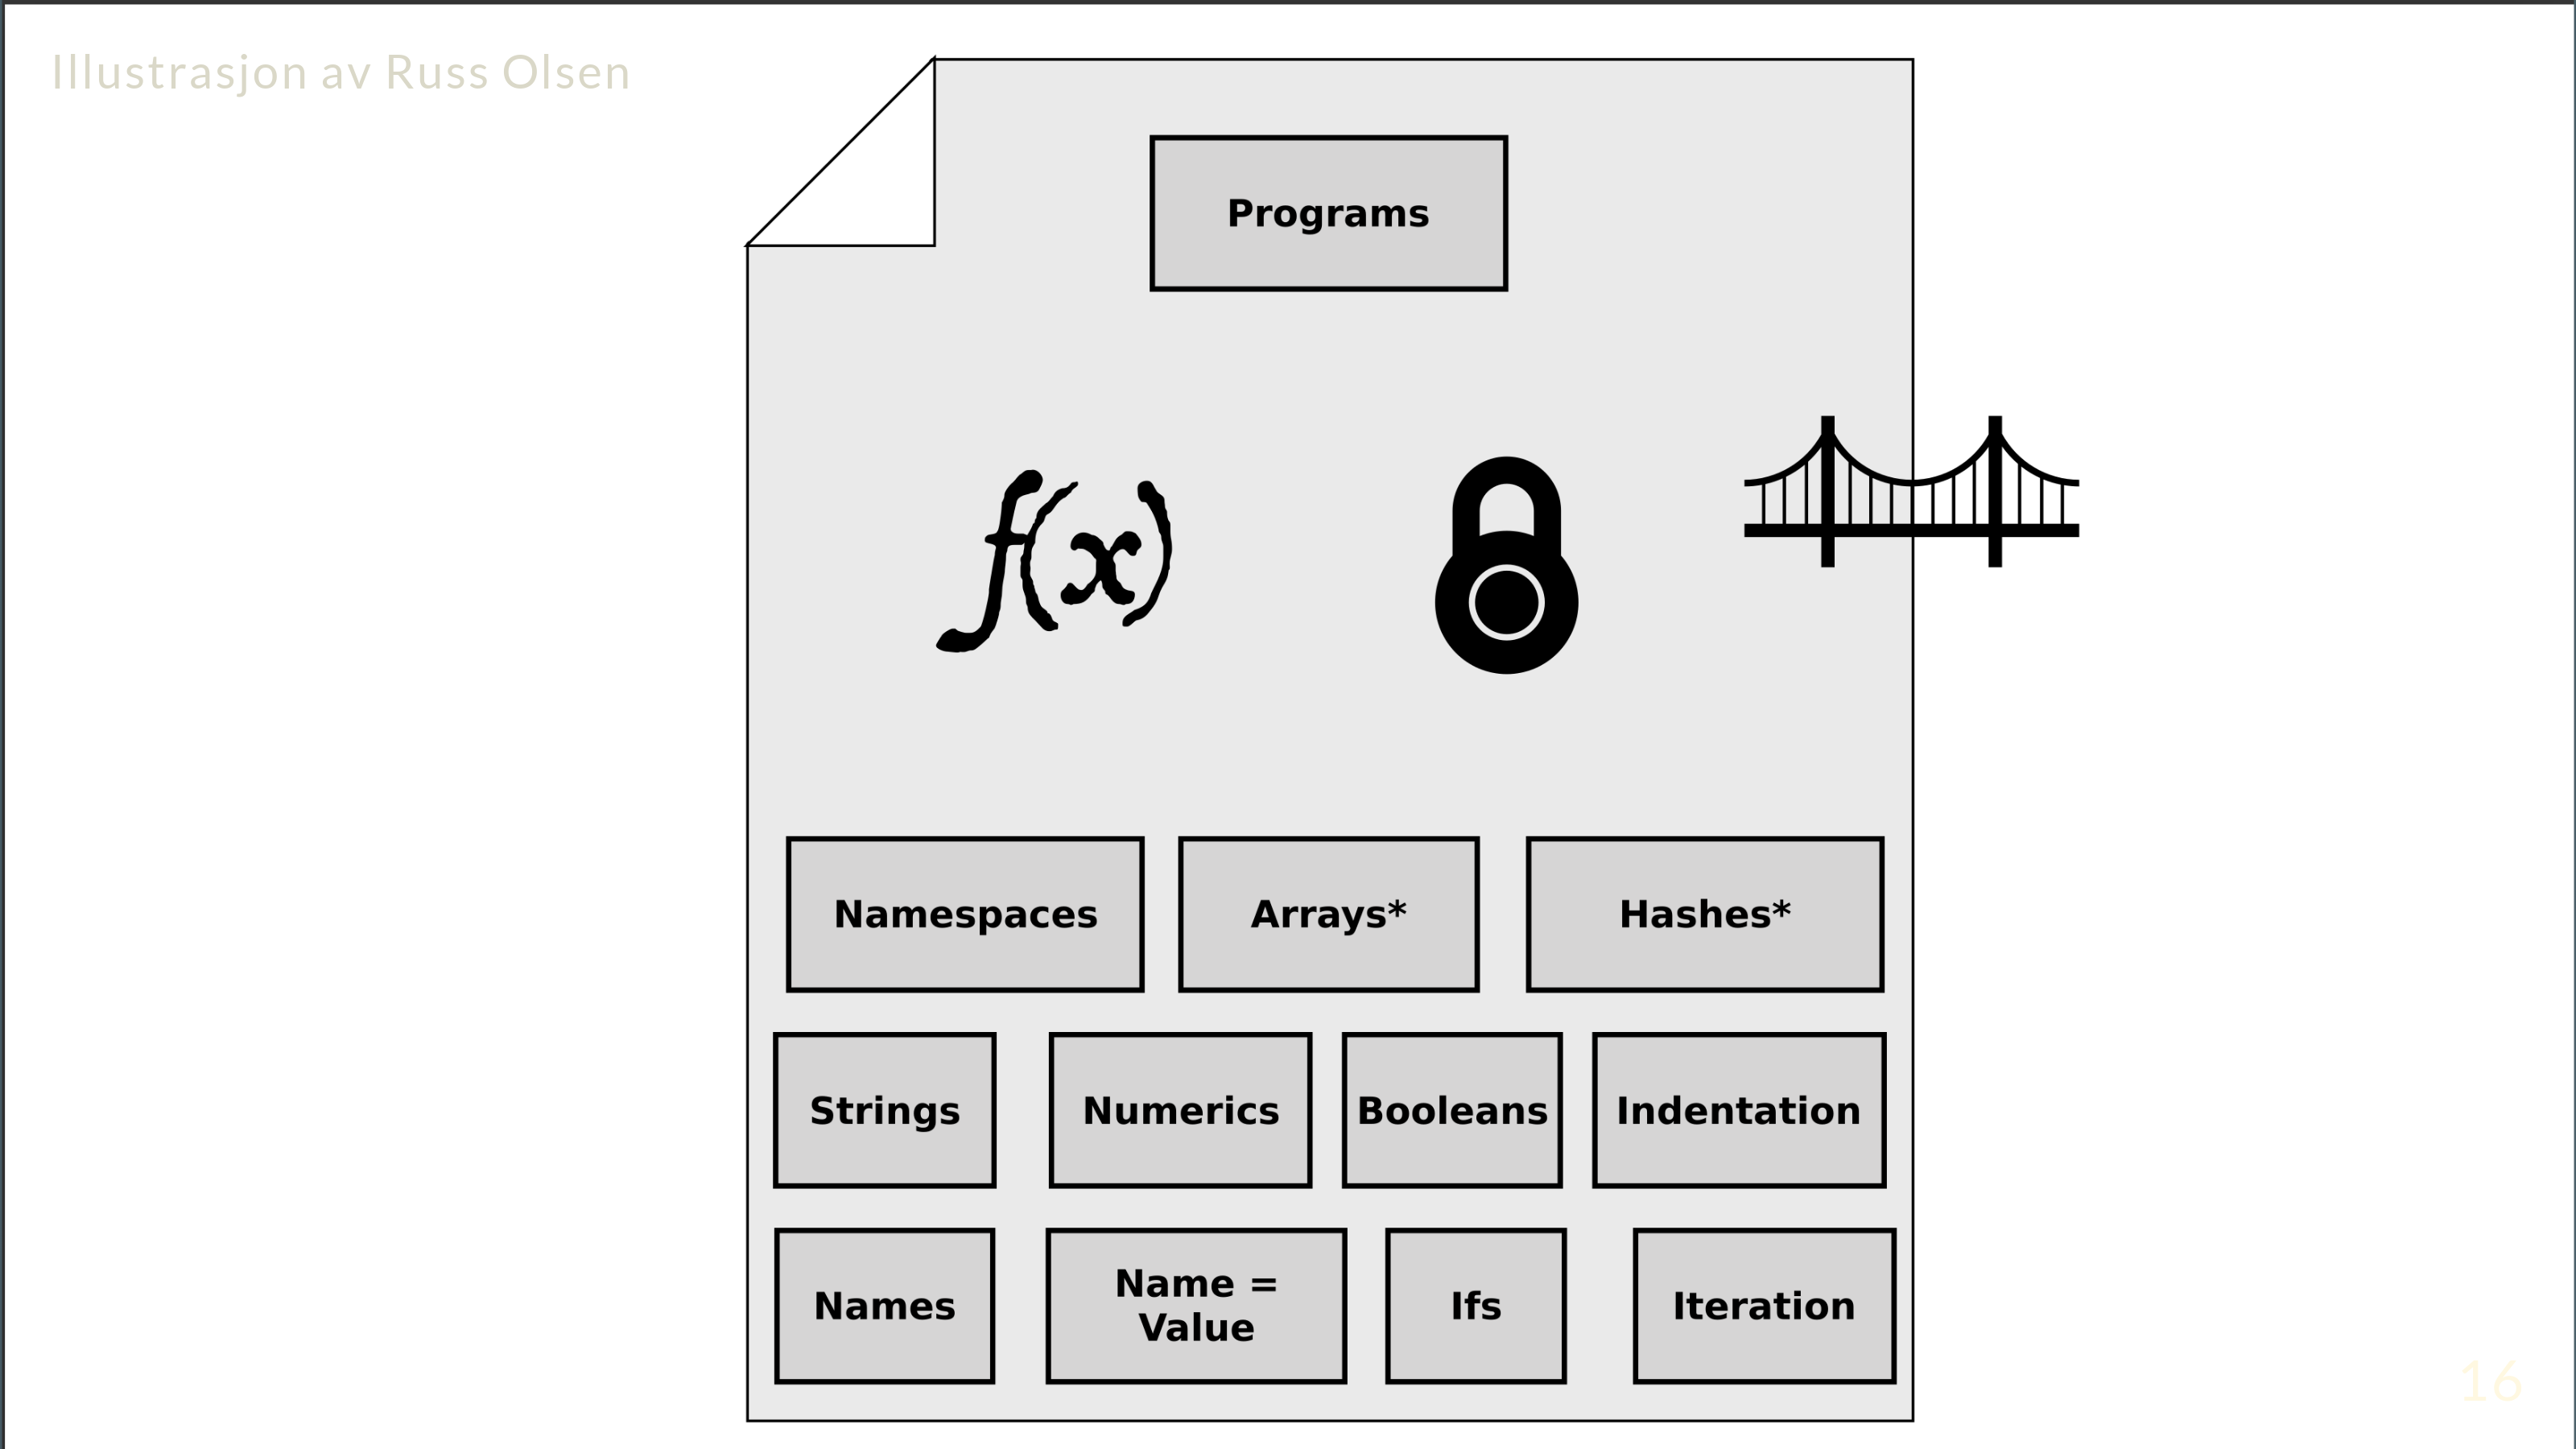 Illustrasjon av Russ Olsen
Programs
f(x)
Namespaces
Arrays*
Hashes*
Strings
Numerics
Booleans
Indentation
Names
Name =
Value
Ifs
Iteration
16